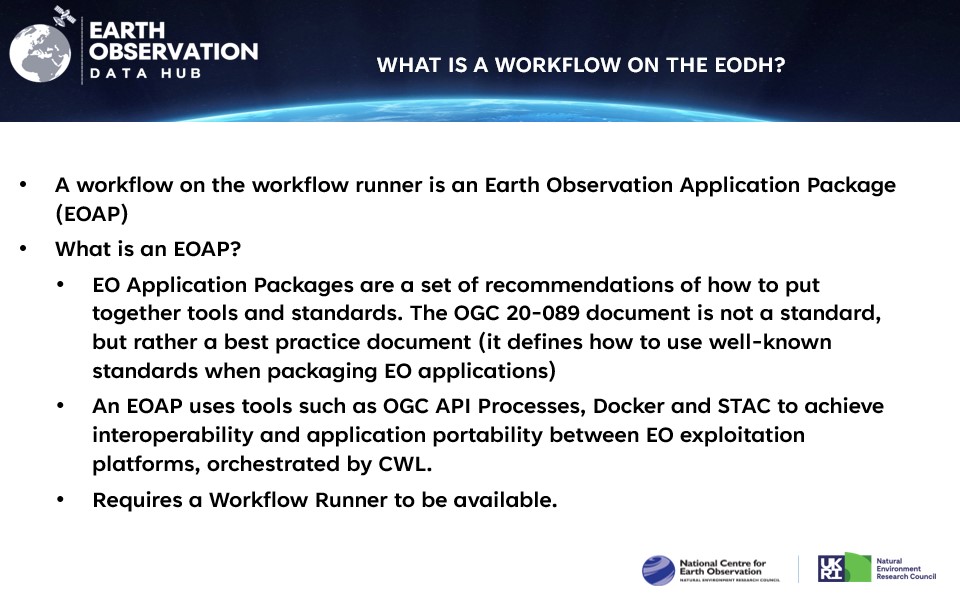 EARTH
OBSERVATION
DATA HUB
WHAT IS A WORKFLOW ON THE EODH?
• A workflow on the workflow runner is an Earth Observation Application Package
(EOAP)
• What is an EOAP?
• EO Application Packages are a set of recommendations of how to put
together tools and standards. The OGC 20-089 document is not a standard,
but rather a best practice document (it defines how to use well-known
standards when packaging EO applications)
• An EOAP uses tools such as OGC API Processes, Docker and STAC to achieve
interoperability and application portability between EO exploitation
platforms, orchestrated by CWL.
• Requires a Workflow Runner to be available.
National Centre for
Earth Observation
NATURAL ENVIRONMENT RESEARCH COUNCIL
UK
RI
Natural
Environment
Research Council